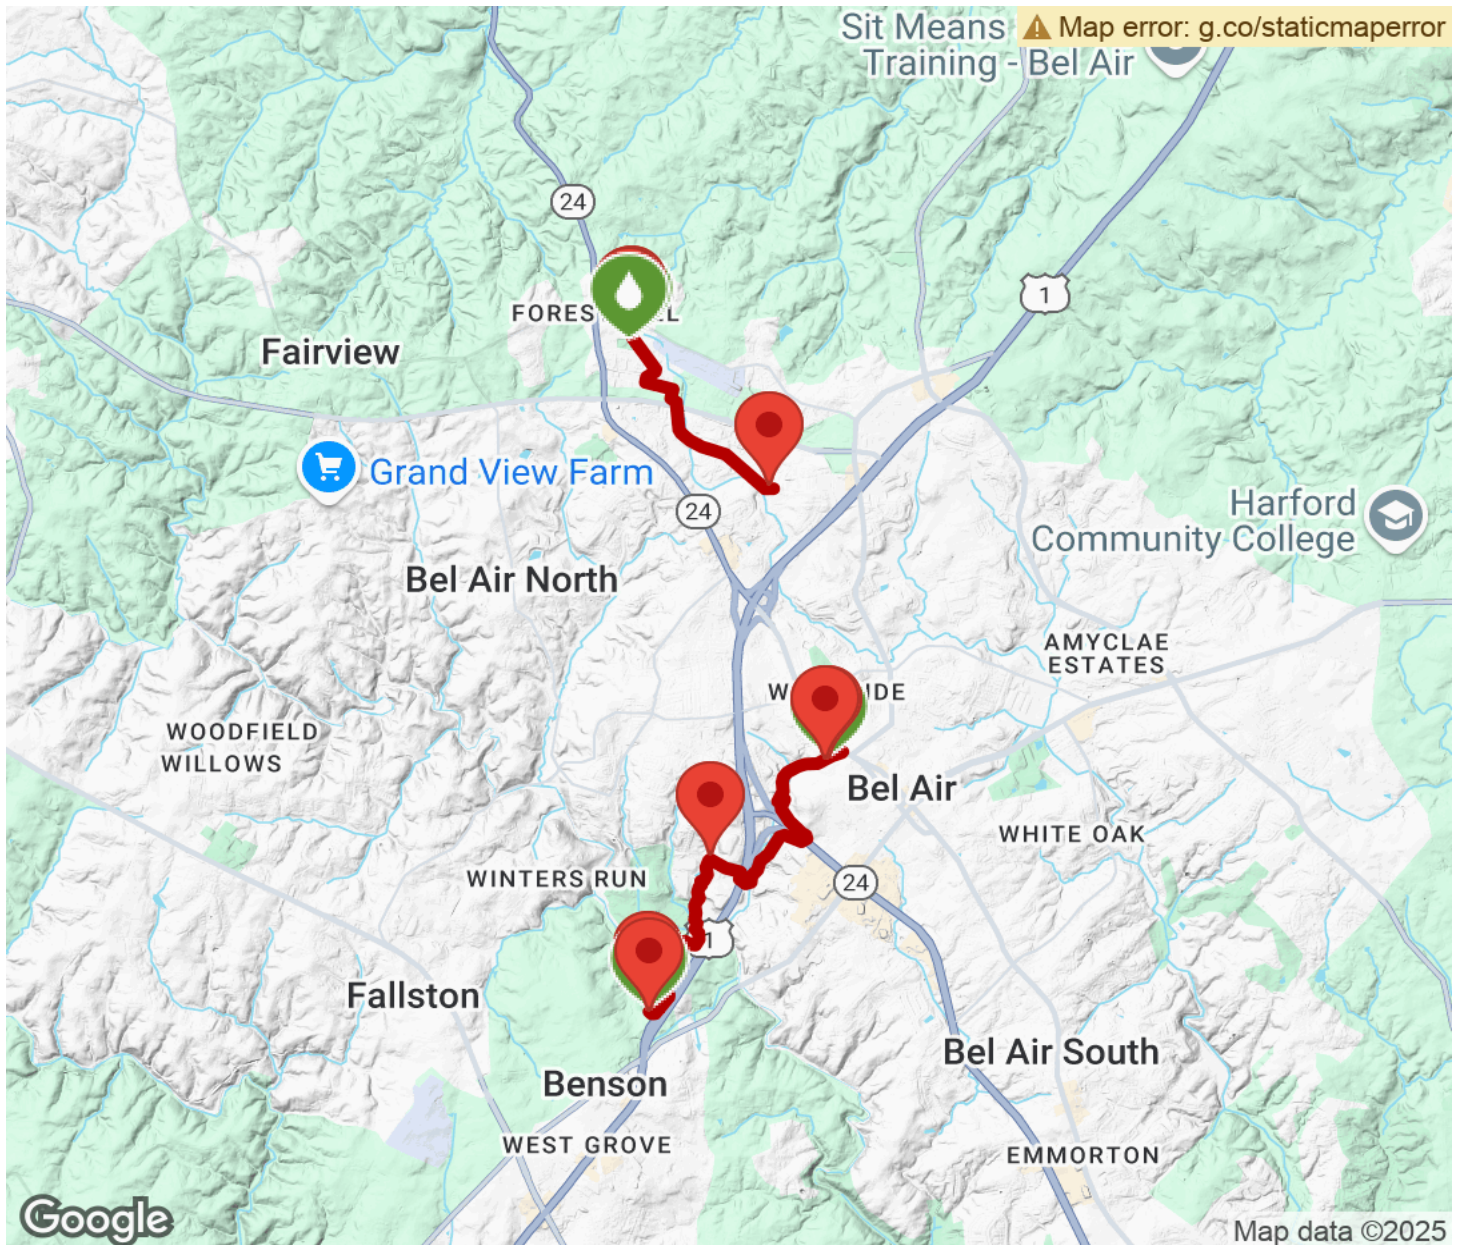 Sit Means
Training - Bel Air
Map error: g.co/staticmaperror
24
1
Fairview
Grand View Farm
24
Harford
Community College
Bel Air North
AMYCLAE
ESTATES
WOODFIELD
WILLOWS
Bel Air
WHITE OAK
WINTERS RUN
24
1
Fallston
Bel Air South
Benson
WEST GROVE
EMMORTON
Google
Map data ©2025